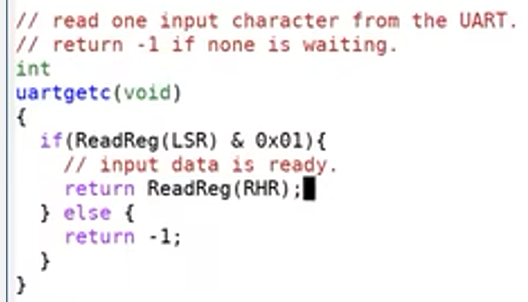 // read one input character from the UART.
// return -1 if none is waiting.
int
uartgetc(void)
{
  if(ReadReg(LSR) & 0x01){
    // input data is ready.
    return ReadReg(RHR);
  } else {
    return -1;
  }
}